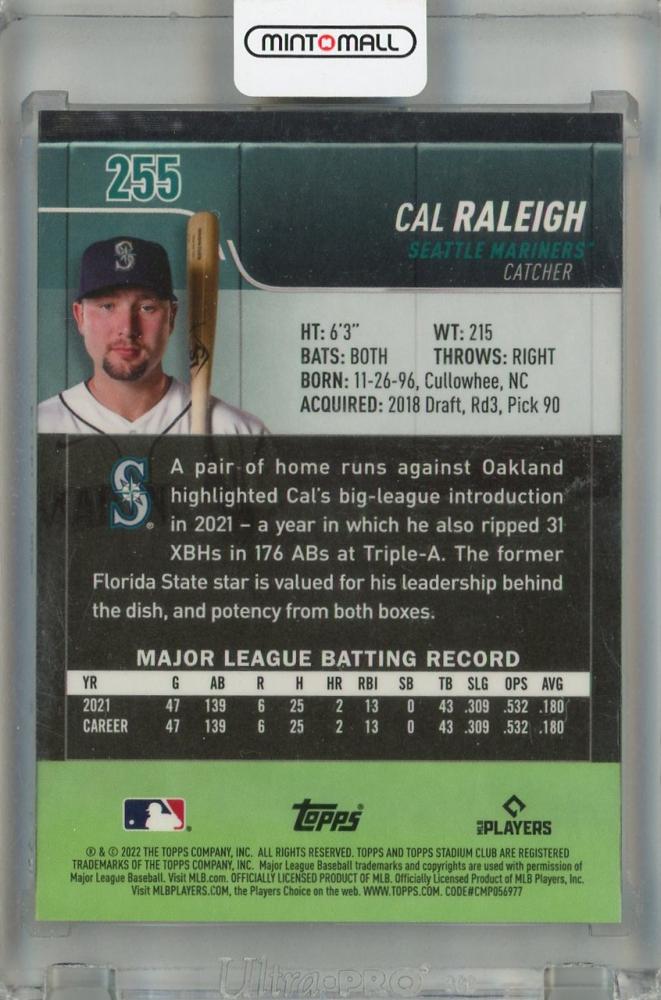 MINT MALL
255
CAL RALEIGH
SEATTLE MARINERS™
CATCHER
HT: 6'3" WT: 215
BATS: BOTH THROWS: RIGHT
BORN: 11-26-96, Cullowhee, NC
ACQUIRED: 2018 Draft, Rd3, Pick 90
A pair of home runs against Oakland
highlighted Cal's big-league introduction
in 2021 – a year in which he also ripped 31
XBHs in 176 ABs at Triple-A. The former
Florida State star is valued for his leadership behind
the dish, and potency from both boxes.
MAJOR LEAGUE BATTING RECORD
YR G AB R H HR RBI SB TB SLG OPS AVG
2021 47 139 6 25 2 13 0 43 .309 .532 .180
CAREER 47 139 6 25 2 13 0 43 .309 .532 .180
Topps®
MLB PLAYERS
® & © 2022 THE TOPPS COMPANY, INC. ALL RIGHTS RESERVED. TOPPS AND TOPPS STADIUM CLUB ARE REGISTERED
TRADEMARKS OF THE TOPPS COMPANY, INC. Major League Baseball trademarks and copyrights are used with permission of
Major League Baseball. Visit MLB.com. OFFICIALLY LICENSED PRODUCT OF MLB. Officially Licensed Product of MLB Players, Inc.
Visit MLBPLAYERS.com, the Players Choice on the web. WWW.TOPPS.COM. CODE#CMP056977
Ultra·PRO